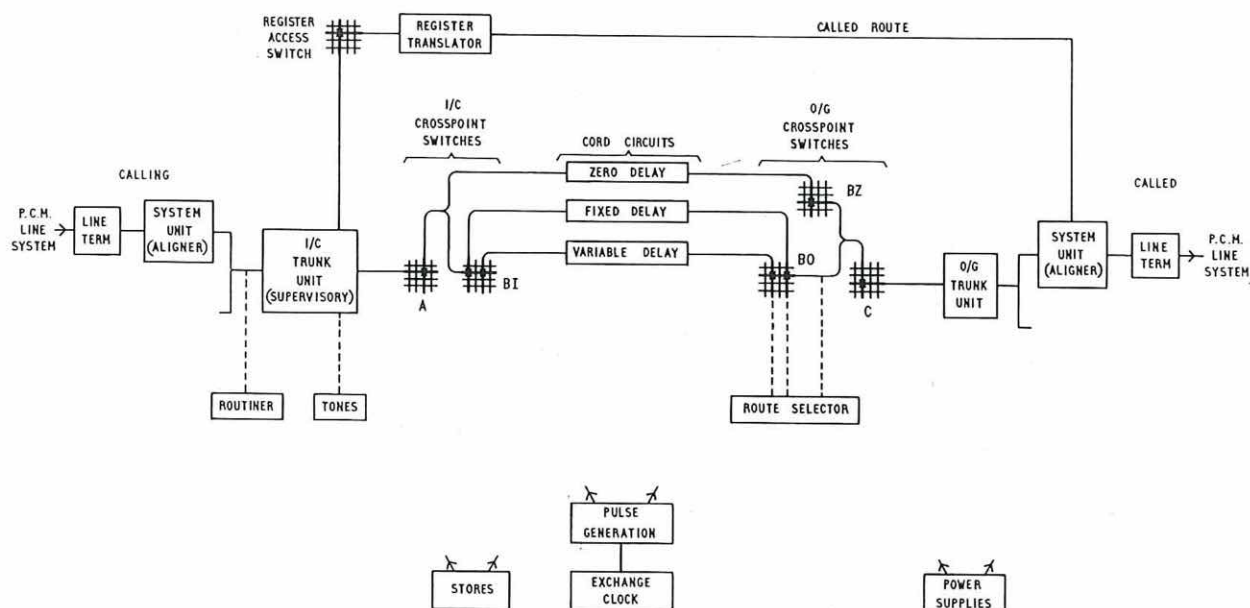 REGISTER
ACCESS
SWITCH
REGISTER
TRANSLATOR
CALLED ROUTE
I/C
CROSSPOINT
SWITCHES
CORD CIRCUITS
O/G
CROSSPOINT
SWITCHES
ZERO DELAY
FIXED DELAY
VARIABLE DELAY
BZ
BO
BI
A
C
CALLING
P.C.M.
LINE
SYSTEM
LINE
TERM
SYSTEM
UNIT
(ALIGNER)
I/C
TRUNK
UNIT
(SUPERVISORY)
CALLED
O/G
TRUNK
UNIT
SYSTEM
UNIT
(ALIGNER)
LINE
TERM
P.C.M.
LINE
SYSTEM
ROUTINER
TONES
ROUTE SELECTOR
PULSE
GENERATION
STORES
EXCHANGE
CLOCK
POWER
SUPPLIES